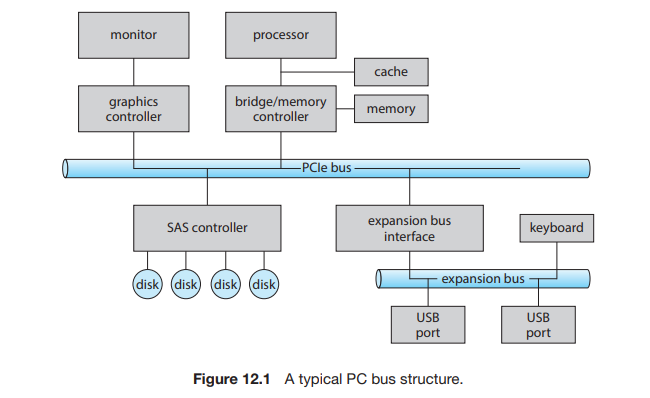 monitor
processor
cache
graphics
controller
bridge/memory
controller
memory
PCIe bus
SAS controller
expansion bus
interface
keyboard
disk
disk
disk
disk
expansion bus
USB
port
USB
port
Figure 12.1 A typical PC bus structure.